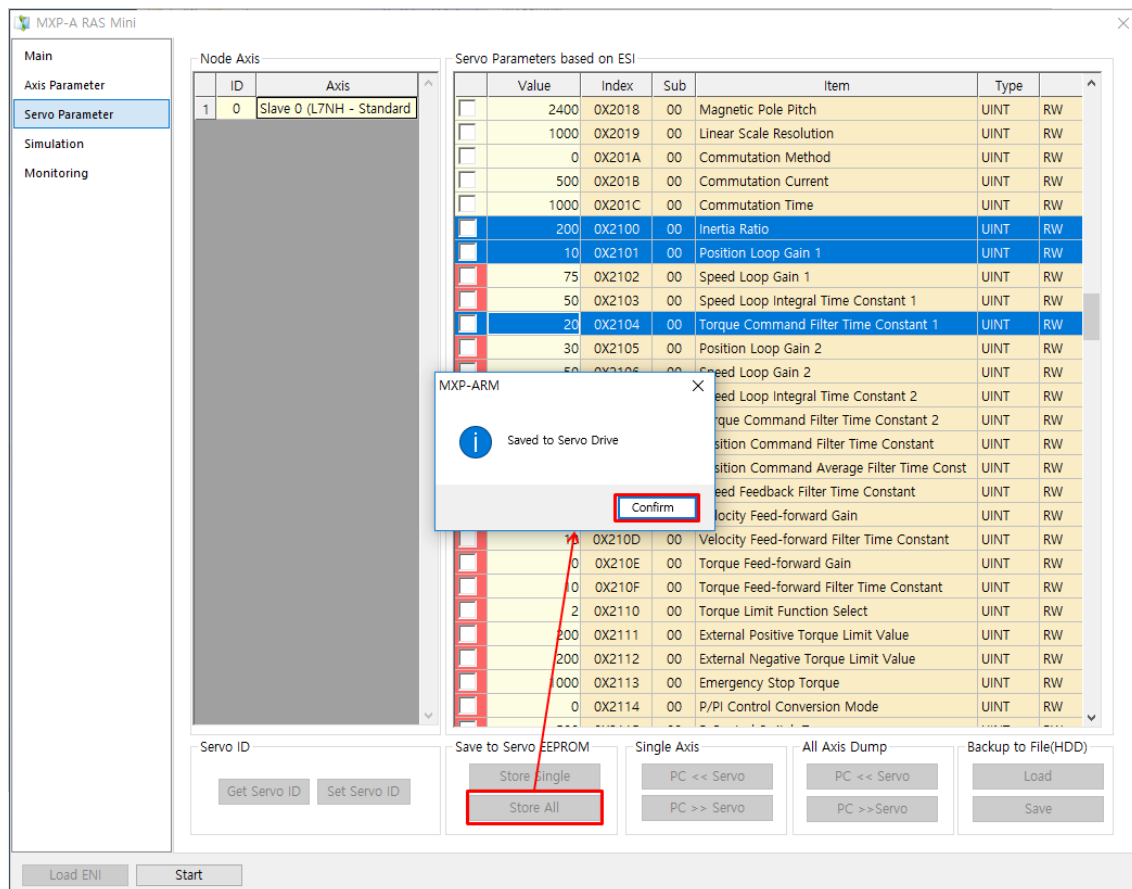 MXP-A RAS Mini
Main
Axis Parameter
Servo Parameter
Simulation
Monitoring
Node Axis
ID Axis
1 0 Slave 0 (L7NH - Standard
Servo Parameters based on ESI
Value Index Sub Item Type
2400 0X2018 00 Magnetic Pole Pitch UINT RW
1000 0X2019 00 Linear Scale Resolution UINT RW
0 0X201A 00 Commutation Method UINT RW
500 0X201B 00 Commutation Current UINT RW
1000 0X201C 00 Commutation Time UINT RW
200 0X2100 00 Inertia Ratio UINT RW
10 0X2101 00 Position Loop Gain 1 UINT RW
75 0X2102 00 Speed Loop Gain 1 UINT RW
50 0X2103 00 Speed Loop Integral Time Constant 1 UINT RW
20 0X2104 00 Torque Command Filter Time Constant 1 UINT RW
30 0X2105 00 Position Loop Gain 2 UINT RW
50 0X2106 00 Speed Loop Gain 2 UINT RW
eed Loop Integral Time Constant 2 UINT RW
rque Command Filter Time Constant 2 UINT RW
sition Command Filter Time Constant UINT RW
sition Command Average Filter Time Const UINT RW
eed Feedback Filter Time Constant UINT RW
locity Feed-forward Gain UINT RW
0X210D 00 Velocity Feed-forward Filter Time Constant UINT RW
0 0X210E 00 Torque Feed-forward Gain UINT RW
10 0X210F 00 Torque Feed-forward Filter Time Constant UINT RW
2 0X2110 00 Torque Limit Function Select UINT RW
200 0X2111 00 External Positive Torque Limit Value UINT RW
200 0X2112 00 External Negative Torque Limit Value UINT RW
1000 0X2113 00 Emergency Stop Torque UINT RW
0 0X2114 00 P/PI Control Conversion Mode UINT RW
MXP-ARM
Saved to Servo Drive
Confirm
Servo ID
Get Servo ID Set Servo ID
Save to Servo EEPROM
Store Single
Store All
Single Axis
PC << Servo
PC >> Servo
All Axis Dump
PC << Servo
PC >>Servo
Backup to File(HDD)
Load
Save
Load ENI Start